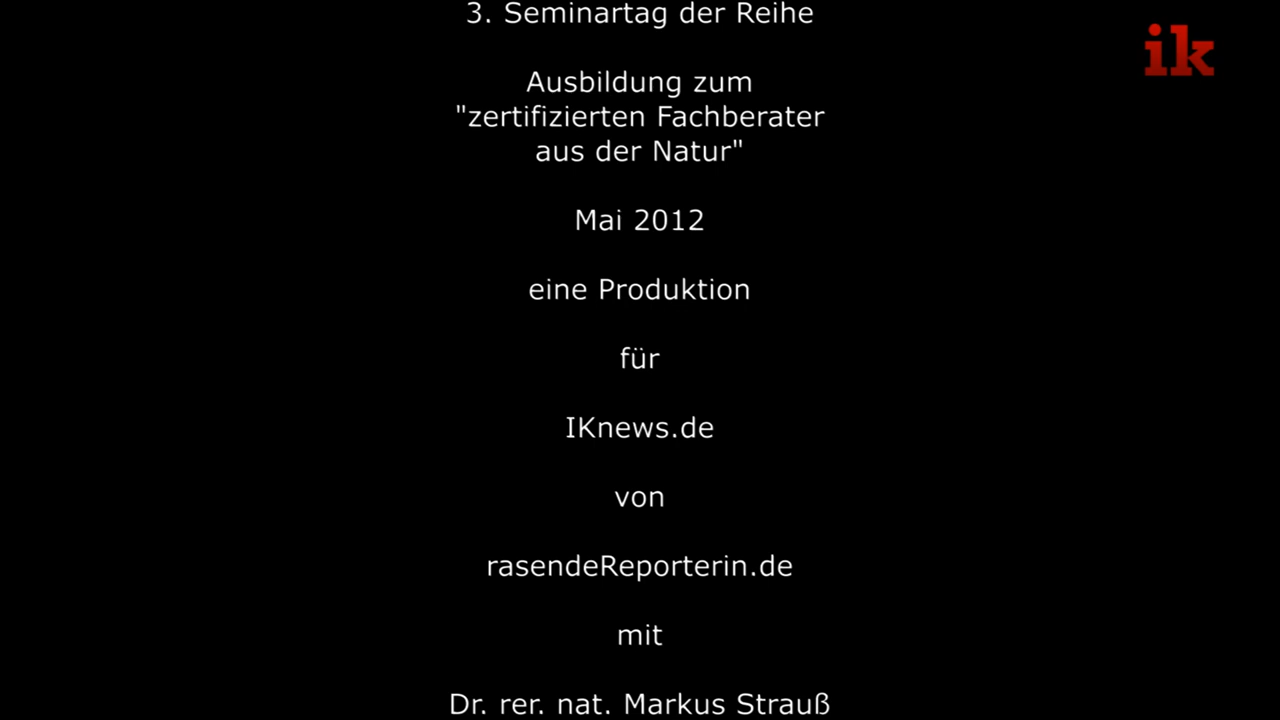 3. Seminartag der Reihe
ik
Ausbildung zum
"zertifizierten Fachberater
aus der Natur"
Mai 2012
eine Produktion
für
IKnews.de
von
rasendeReporterin.de
mit
Dr. rer. nat. Markus Strauß